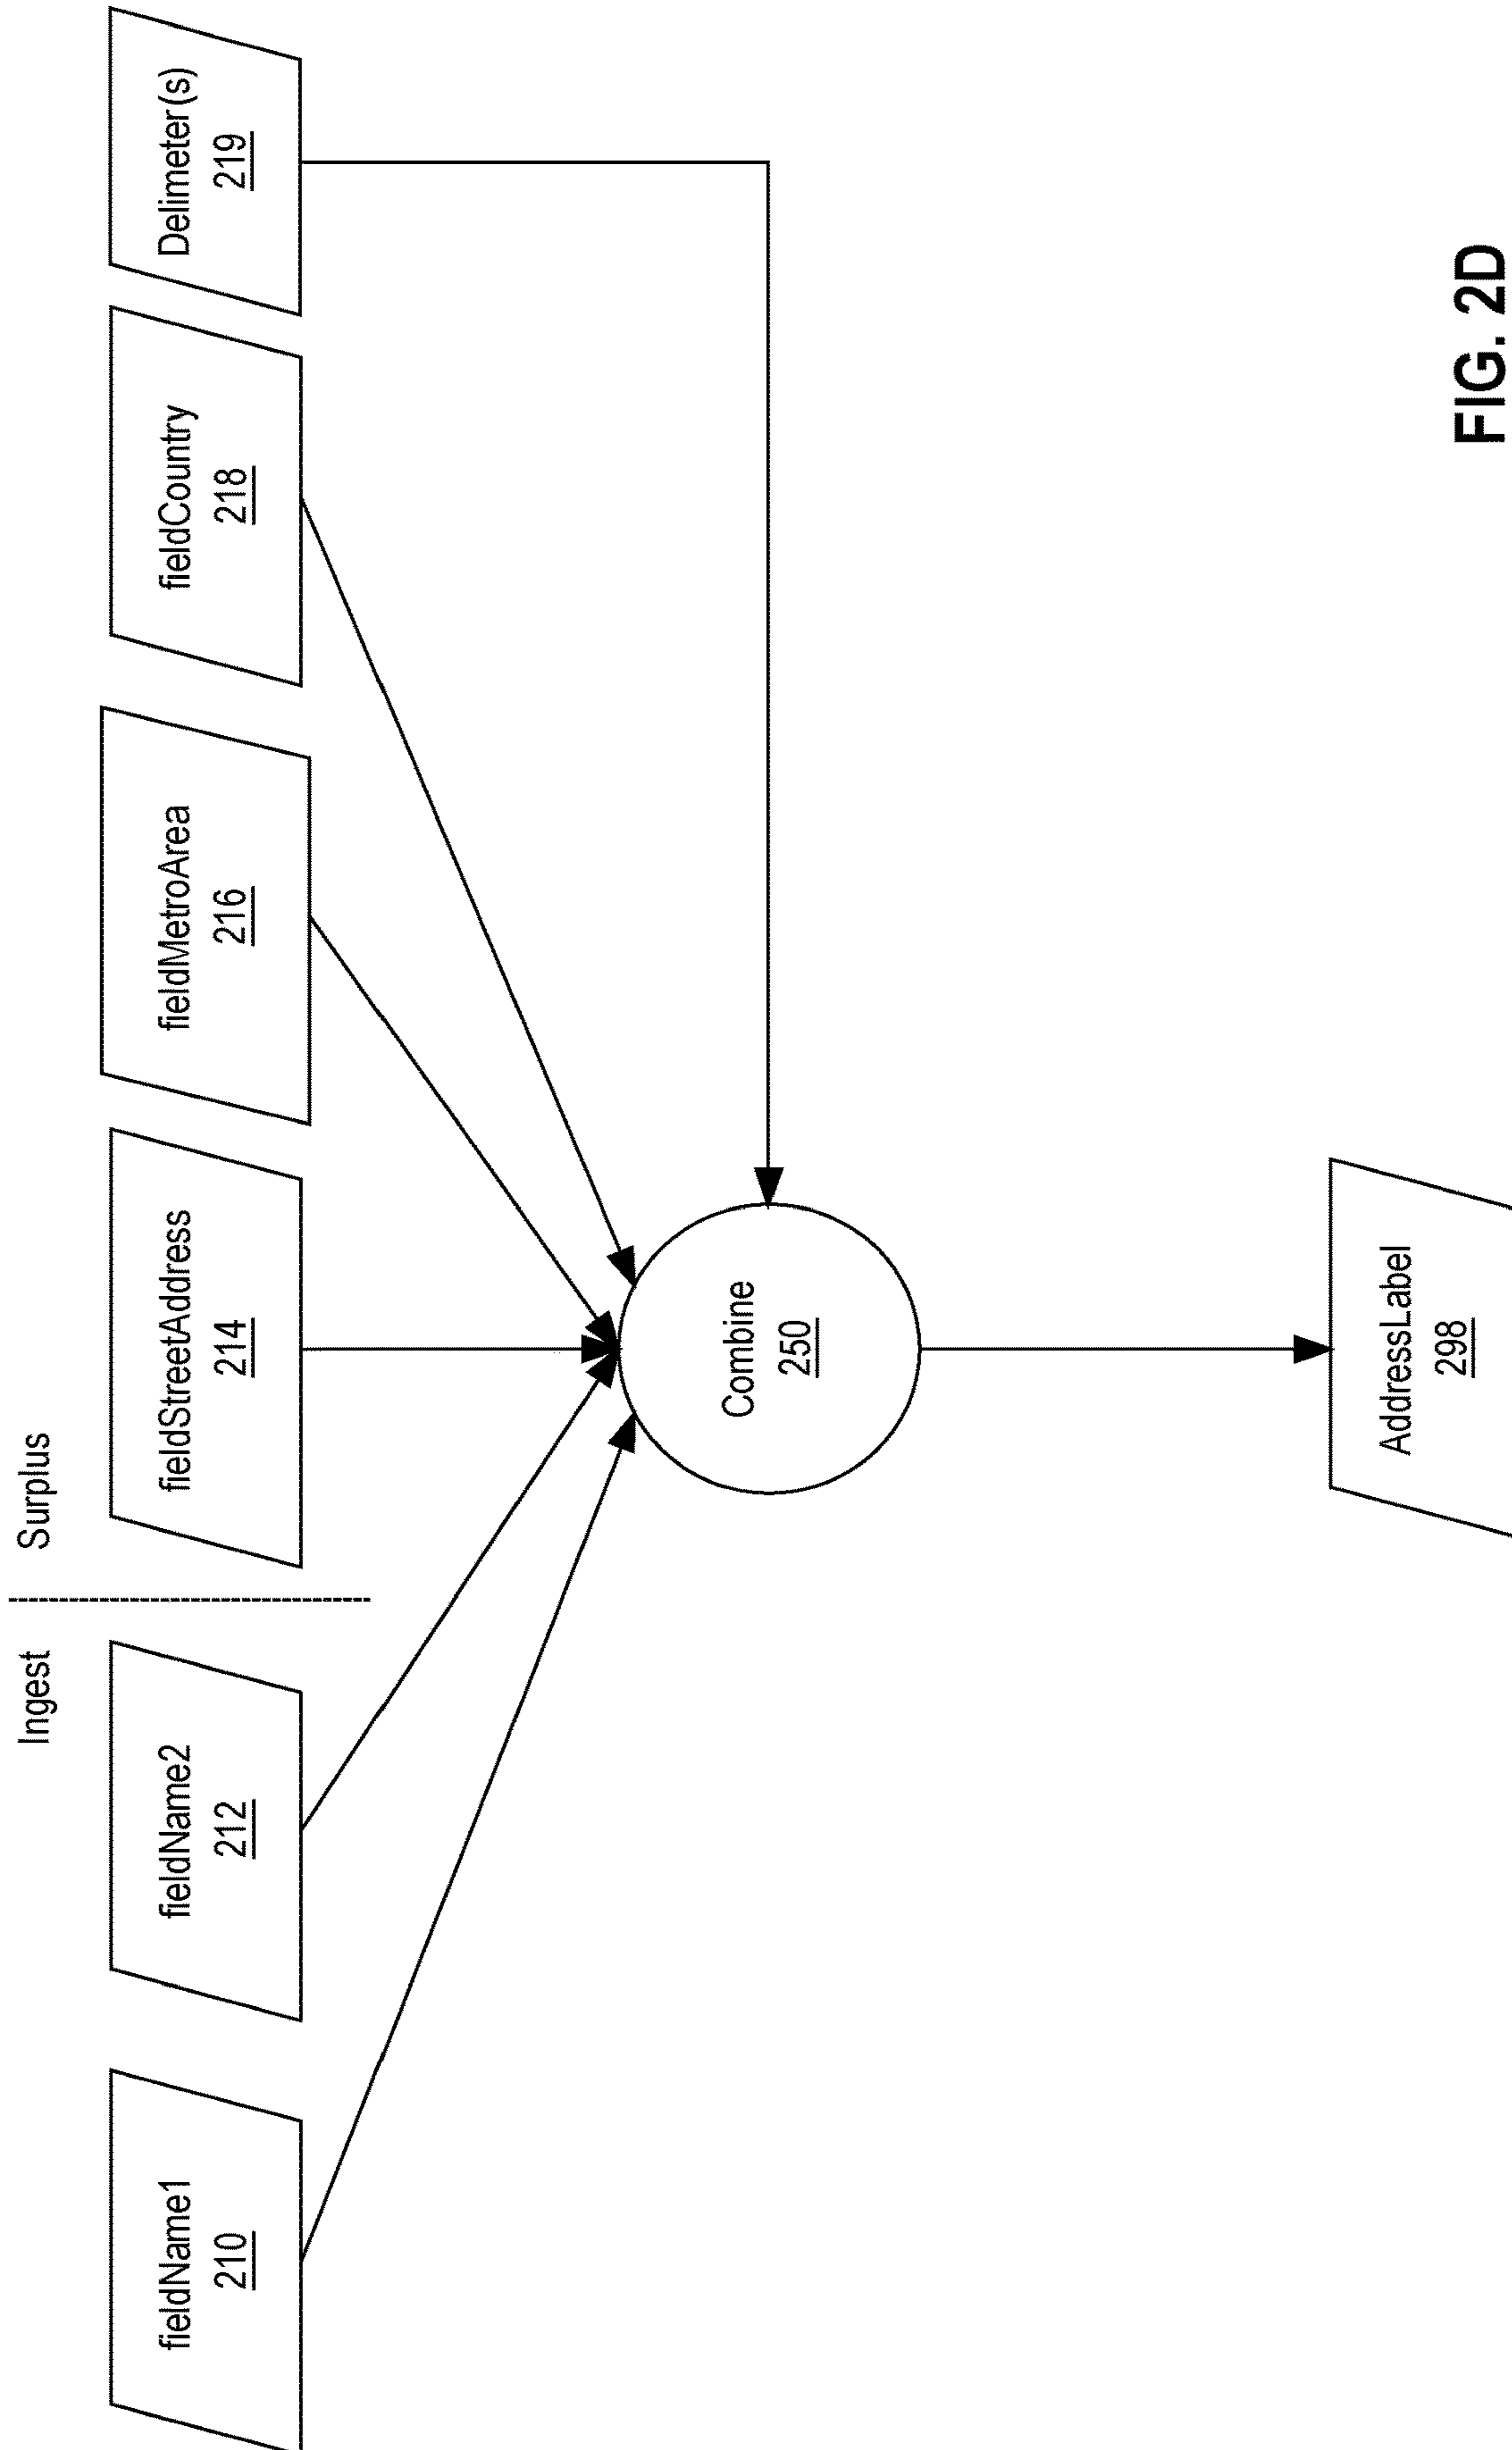 Ingest
Surplus
fieldName1
210
fieldName2
212
fieldStreetAddress
214
fieldMetroArea
216
fieldCountry
218
Delimeter(s)
219
Combine
250
AddressLabel
298
FIG. 2D